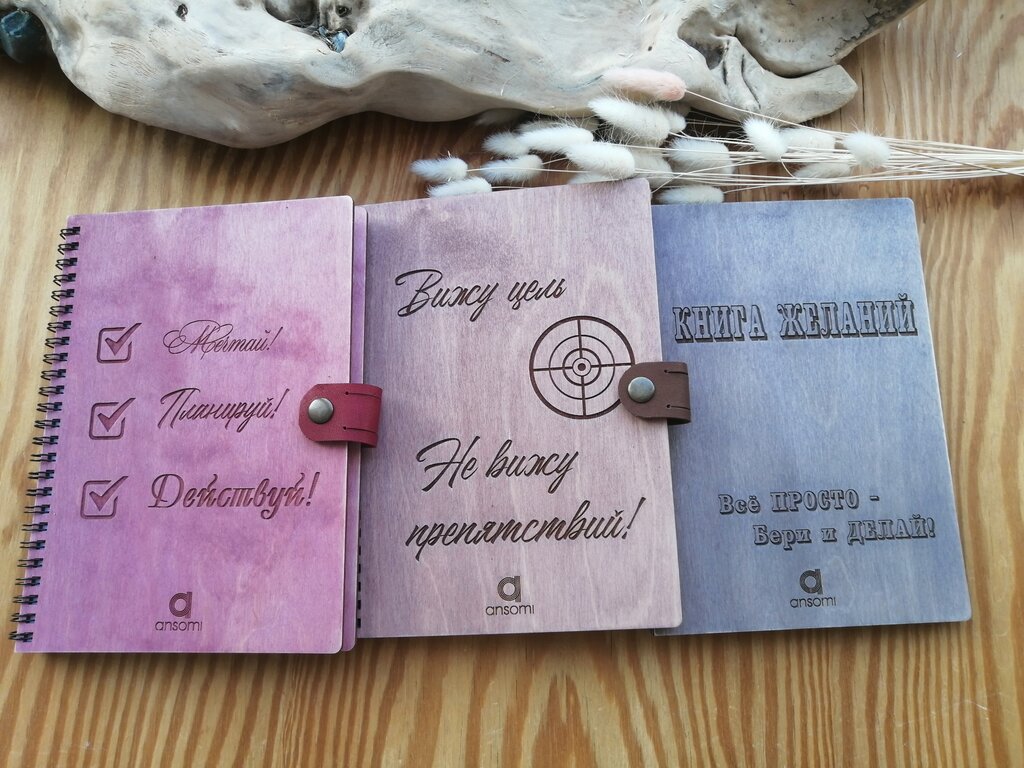 Мечтай!
Планируй!
Действуй!
ansomi
Вижу цель
Не вижу
препятствий!
ansomi
КНИГА ЖЕЛАНИЙ
Всё ПРОСТО -
Бери и ДЕЛАЙ!
ansomi